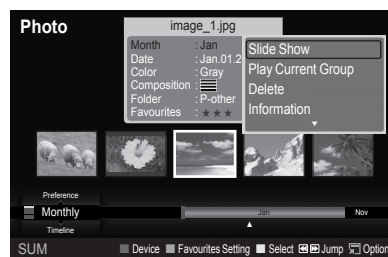 Photo
image_1.jpg
Month : Jan
Date : Jan.01.2
Color : Gray
Composition :
Folder : P-other
Favourites : ★ ★ ★
Slide Show
Play Current Group
Delete
Information
Preference
Monthly
Timeline
Jan
Nov
SUM
Device Favourites Setting Select Jump Option